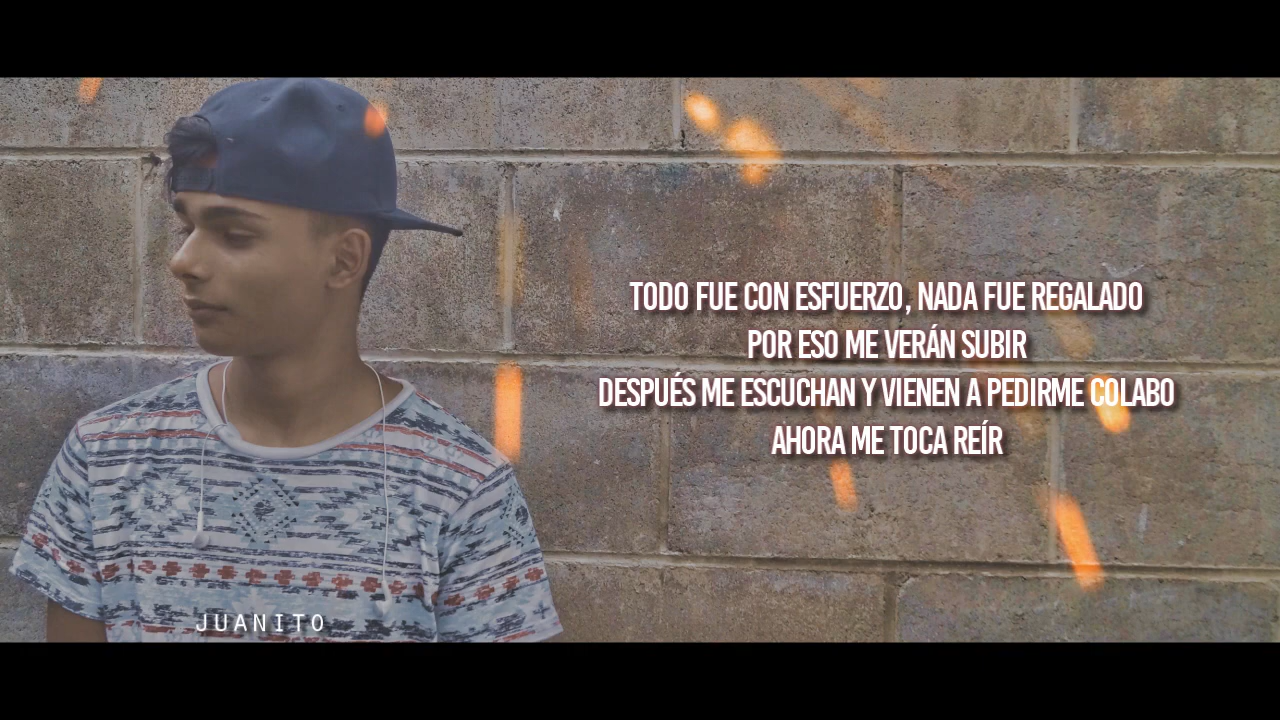 TODO FUE CON ESFUERZO, NADA FUE REGALADO
POR ESO ME VERÁN SUBIR
DESPUÉS ME ESCUCHAN Y VIENEN A PEDIRME COLABO
AHORA ME TOCA REÍR
JUANITO